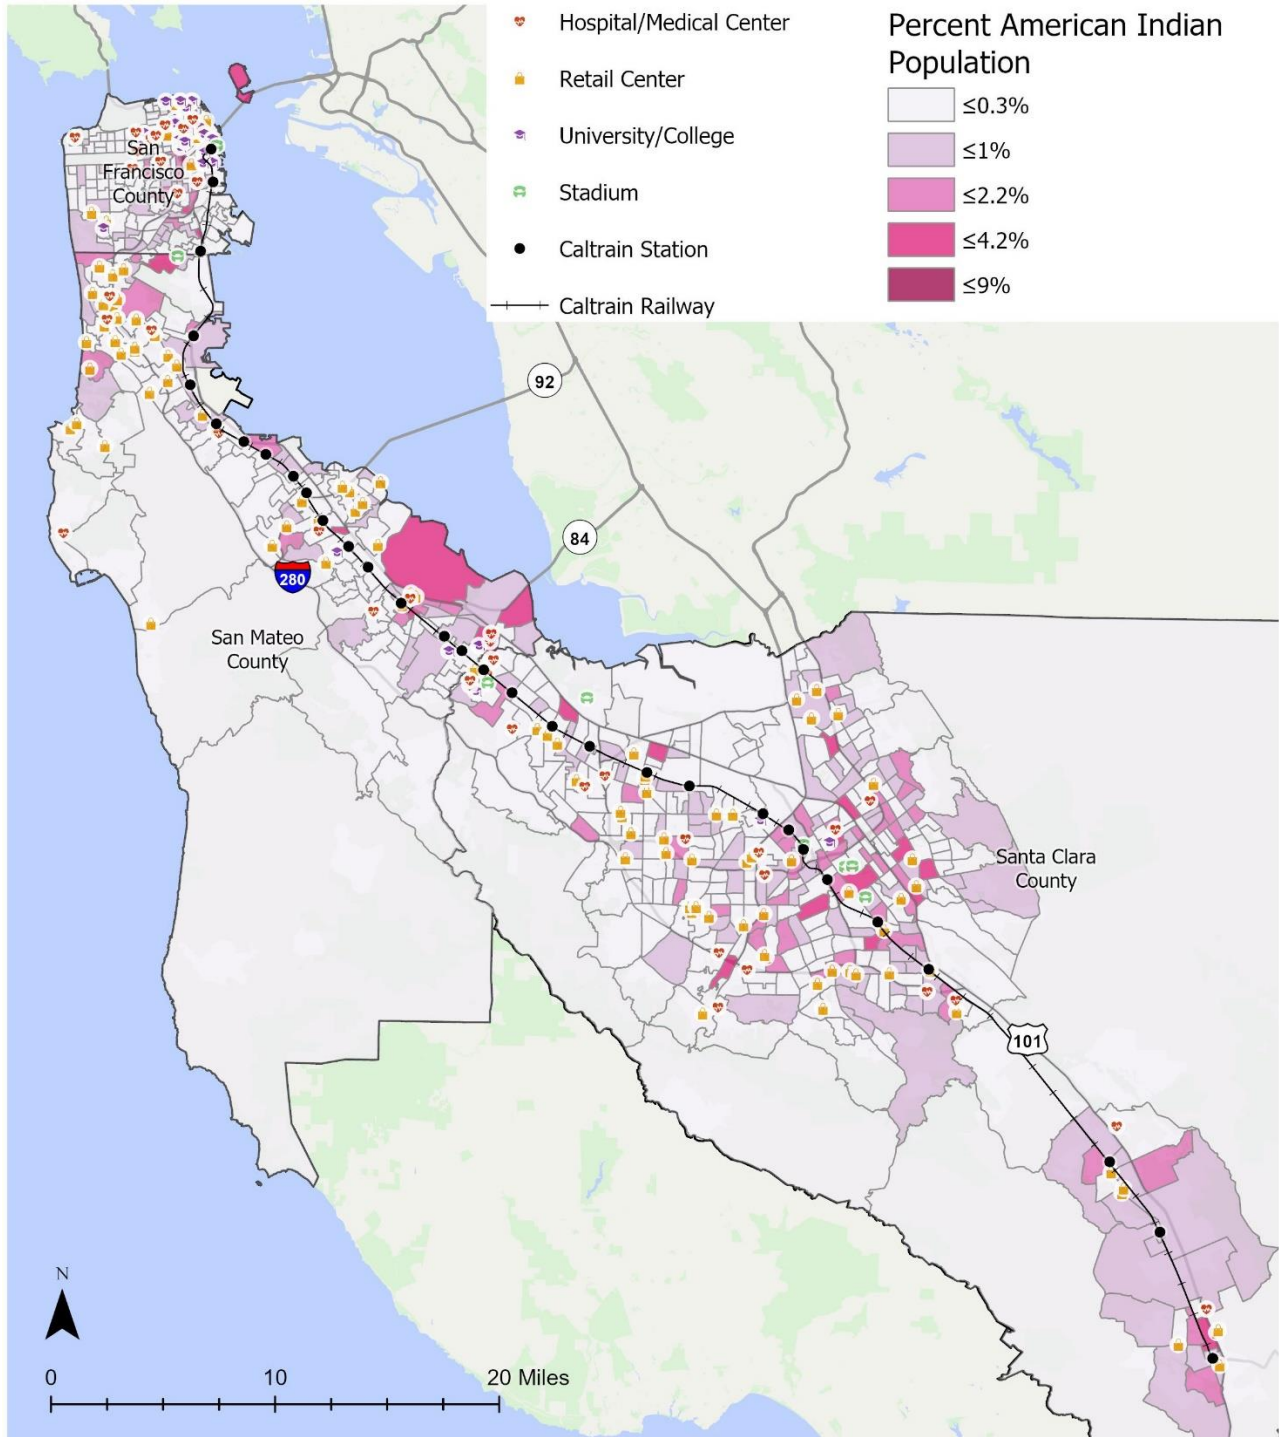 Hospital/Medical Center
Retail Center
University/College
Stadium
Caltrain Station
Caltrain Railway
Percent American Indian
Population
≤0.3%
≤1%
≤2.2%
≤4.2%
≤9%
San
Francisco
County
92
84
280
San Mateo
County
Santa Clara
County
101
N
0
10
20 Miles